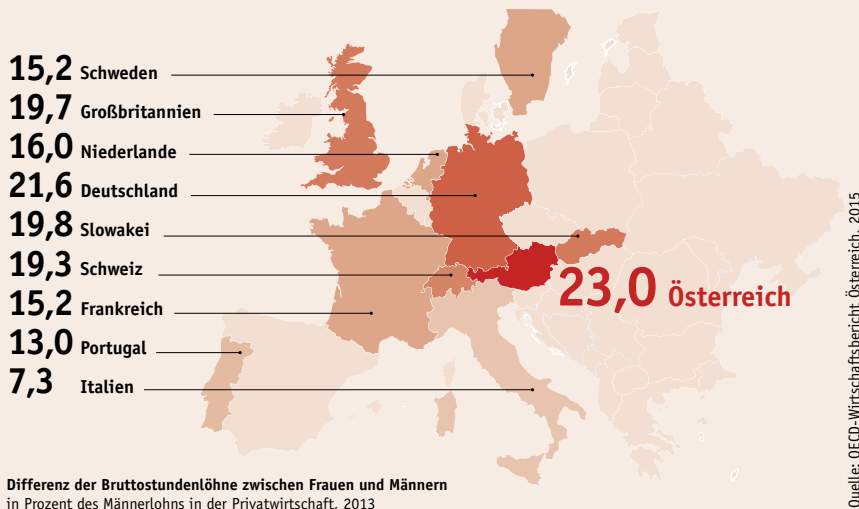 15,2 Schweden
19,7 Großbritannien
16,0 Niederlande
21,6 Deutschland
19,8 Slowakei
19,3 Schweiz
15,2 Frankreich
13,0 Portugal
7,3 Italien
23,0 Österreich
Differenz der Bruttostundenlöhne zwischen Frauen und Männern
in Prozent des Männerlohns in der Privatwirtschaft, 2013
Quelle: OECD-Wirtschaftsbericht Österreich, 2015